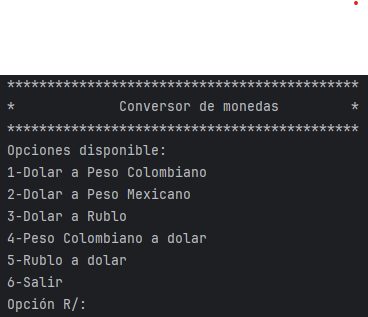 ********************************************
*             Conversor de monedas         *
********************************************
Opciones disponible:
1-Dolar a Peso Colombiano
2-Dolar a Peso Mexicano
3-Dolar a Rublo
4-Peso Colombiano a dolar
5-Rublo a dolar
6-Salir
Opción R/: